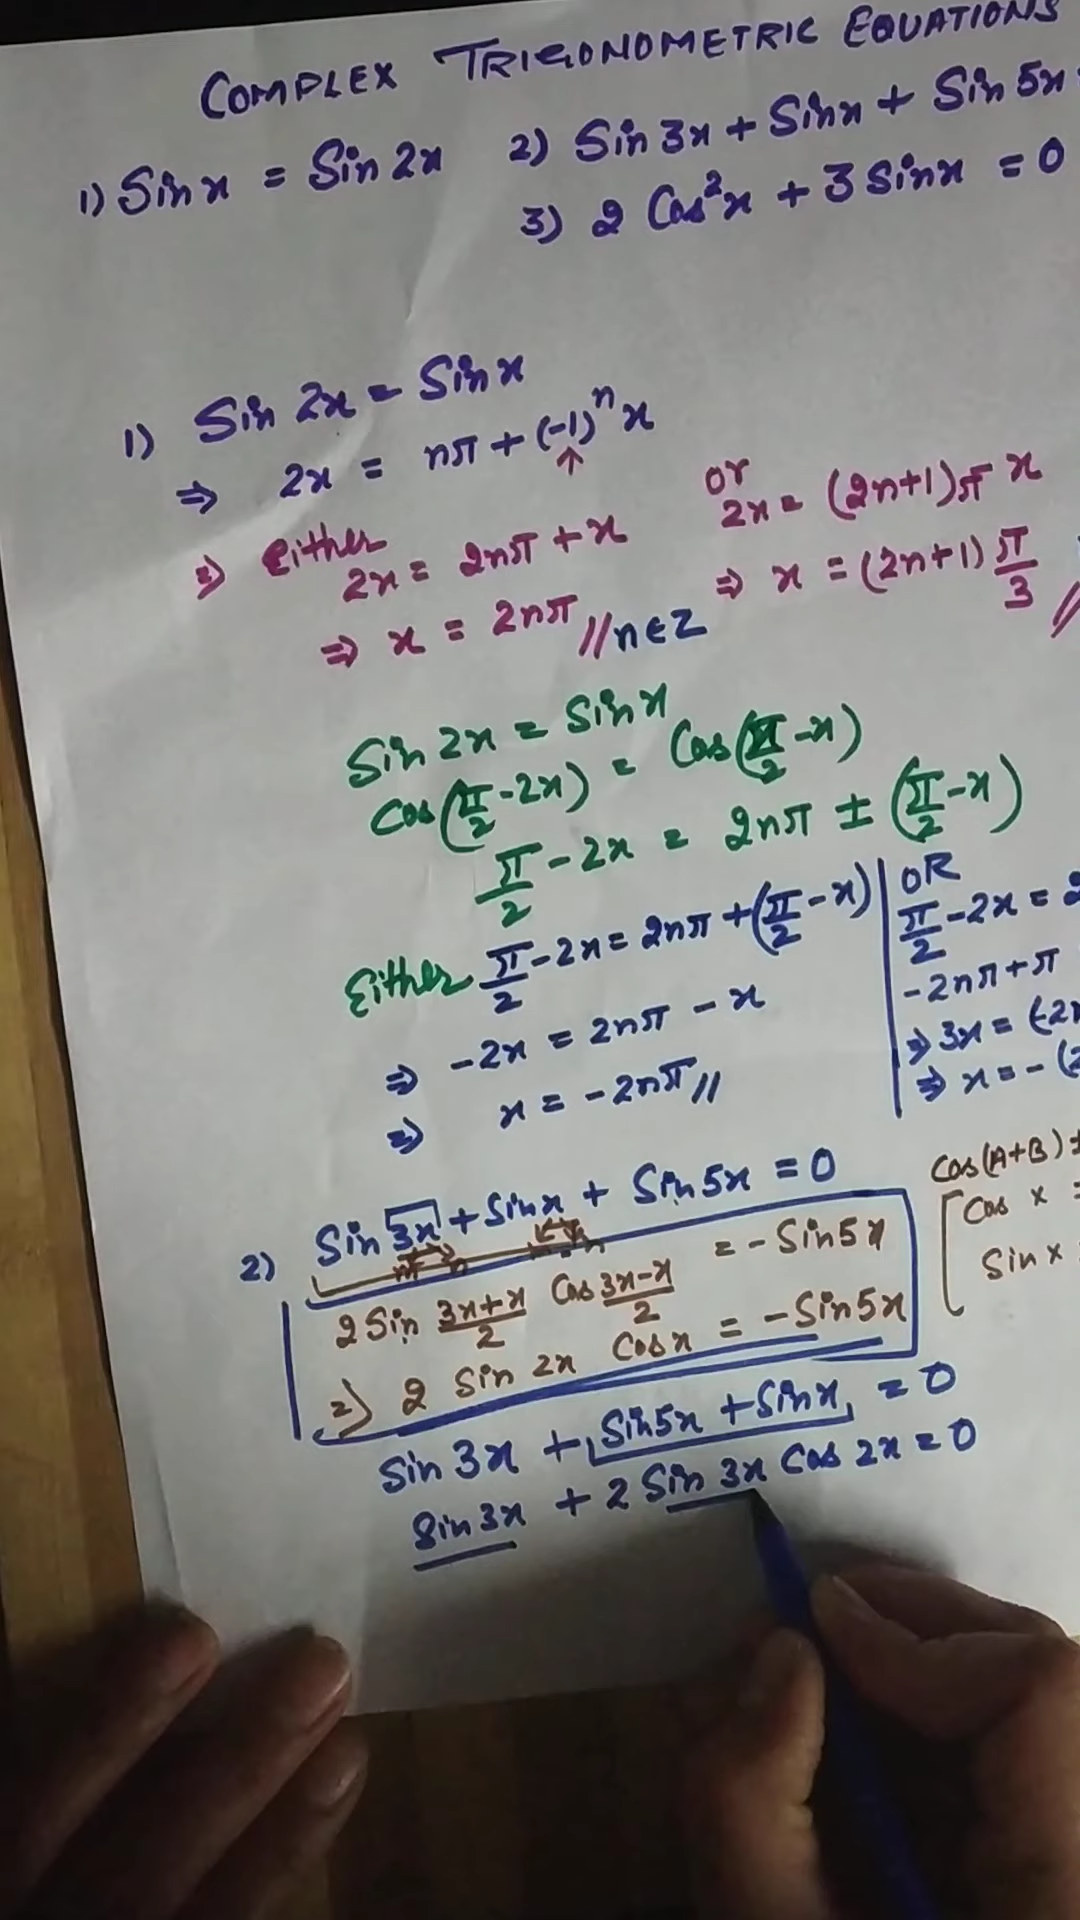 COMPLEX TRIGONOMETRIC EQUATIONS
1) Sin x = Sin 2x
2) Sin 3x + Sin x + Sin 5x
3) 2 Cos²x + 3 Sin x = 0
1) Sin 2x = Sin x
⇒ 2x = nπ + (-1)ⁿ x
↑
⇒ Either
2x = 2nπ + x
⇒ x = 2nπ // n ∈ Z
or
2x = (2n+1)π - x
⇒ x = (2n+1) π/3 //
Sin 2x = Sin x
Cos(π/2 - 2x) = Cos(π/2 - x)
π/2 - 2x = 2nπ ± (π/2 - x)
Either π/2 - 2x = 2nπ + (π/2 - x)
⇒ -2x = 2nπ - x
⇒ x = -2nπ //
OR
π/2 - 2x =
-2nπ + π
⇒ 3x = (-2n
⇒ x = - (2
2) Sin 3x + Sin x + Sin 5x = 0
2 Sin (3x+x)/2 Cos (3x-x)/2 = - Sin 5x
⇒ 2 Sin 2x Cos x = - Sin 5x
Cos(A+B) ±
Cos x =
Sin x
Sin 3x + Sin 5x + Sin x = 0
Sin 3x + 2 Sin 3x Cos 2x = 0